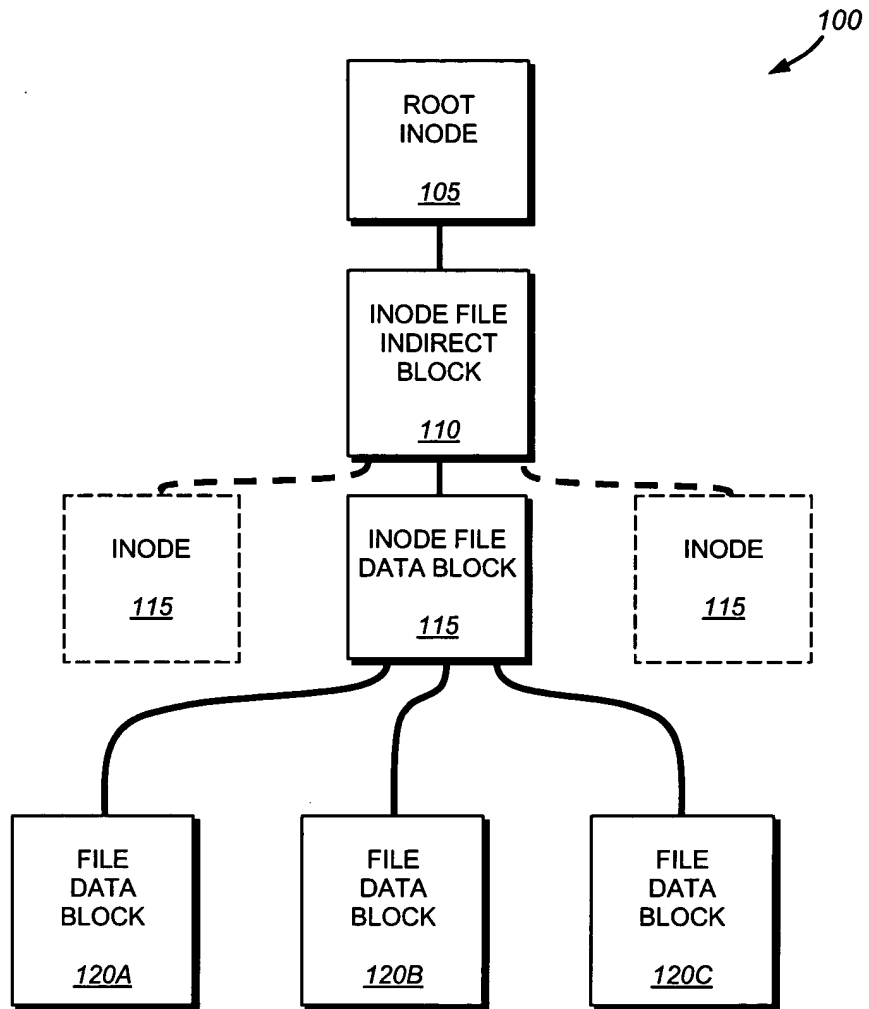 100
ROOT
INODE
105
INODE FILE
INDIRECT
BLOCK
110
INODE
115
INODE FILE
DATA BLOCK
115
INODE
115
FILE
DATA
BLOCK
120A
FILE
DATA
BLOCK
120B
FILE
DATA
BLOCK
120C